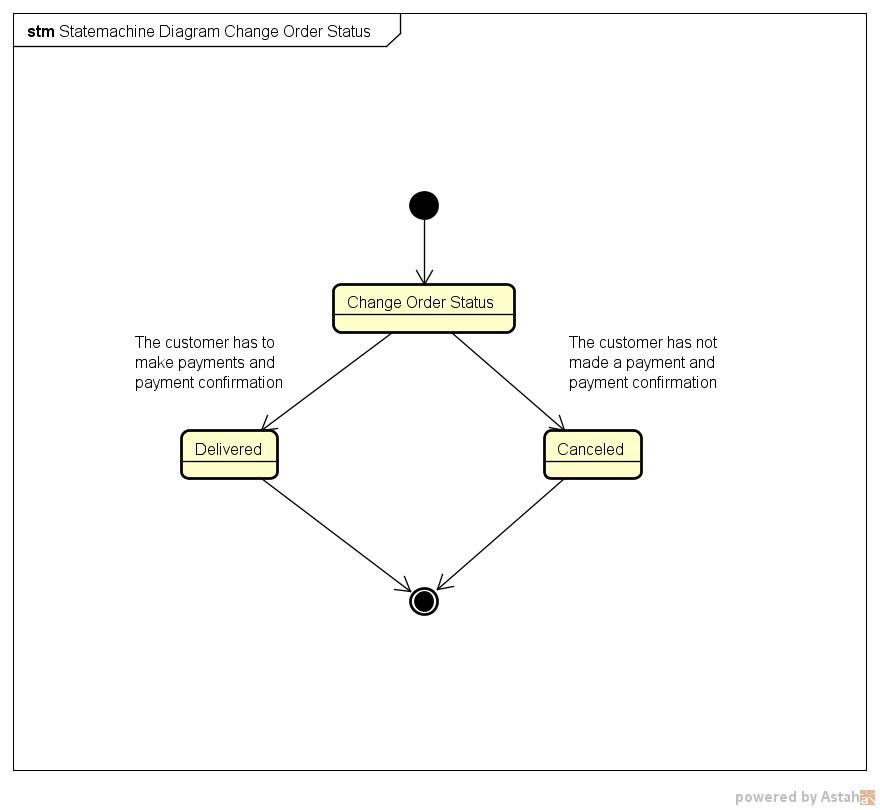 stm Statemachine Diagram Change Order Status
Change Order Status
The customer has to
make payments and
payment confirmation
The customer has not
made a payment and
payment confirmation
Delivered
Canceled
powered by Astah